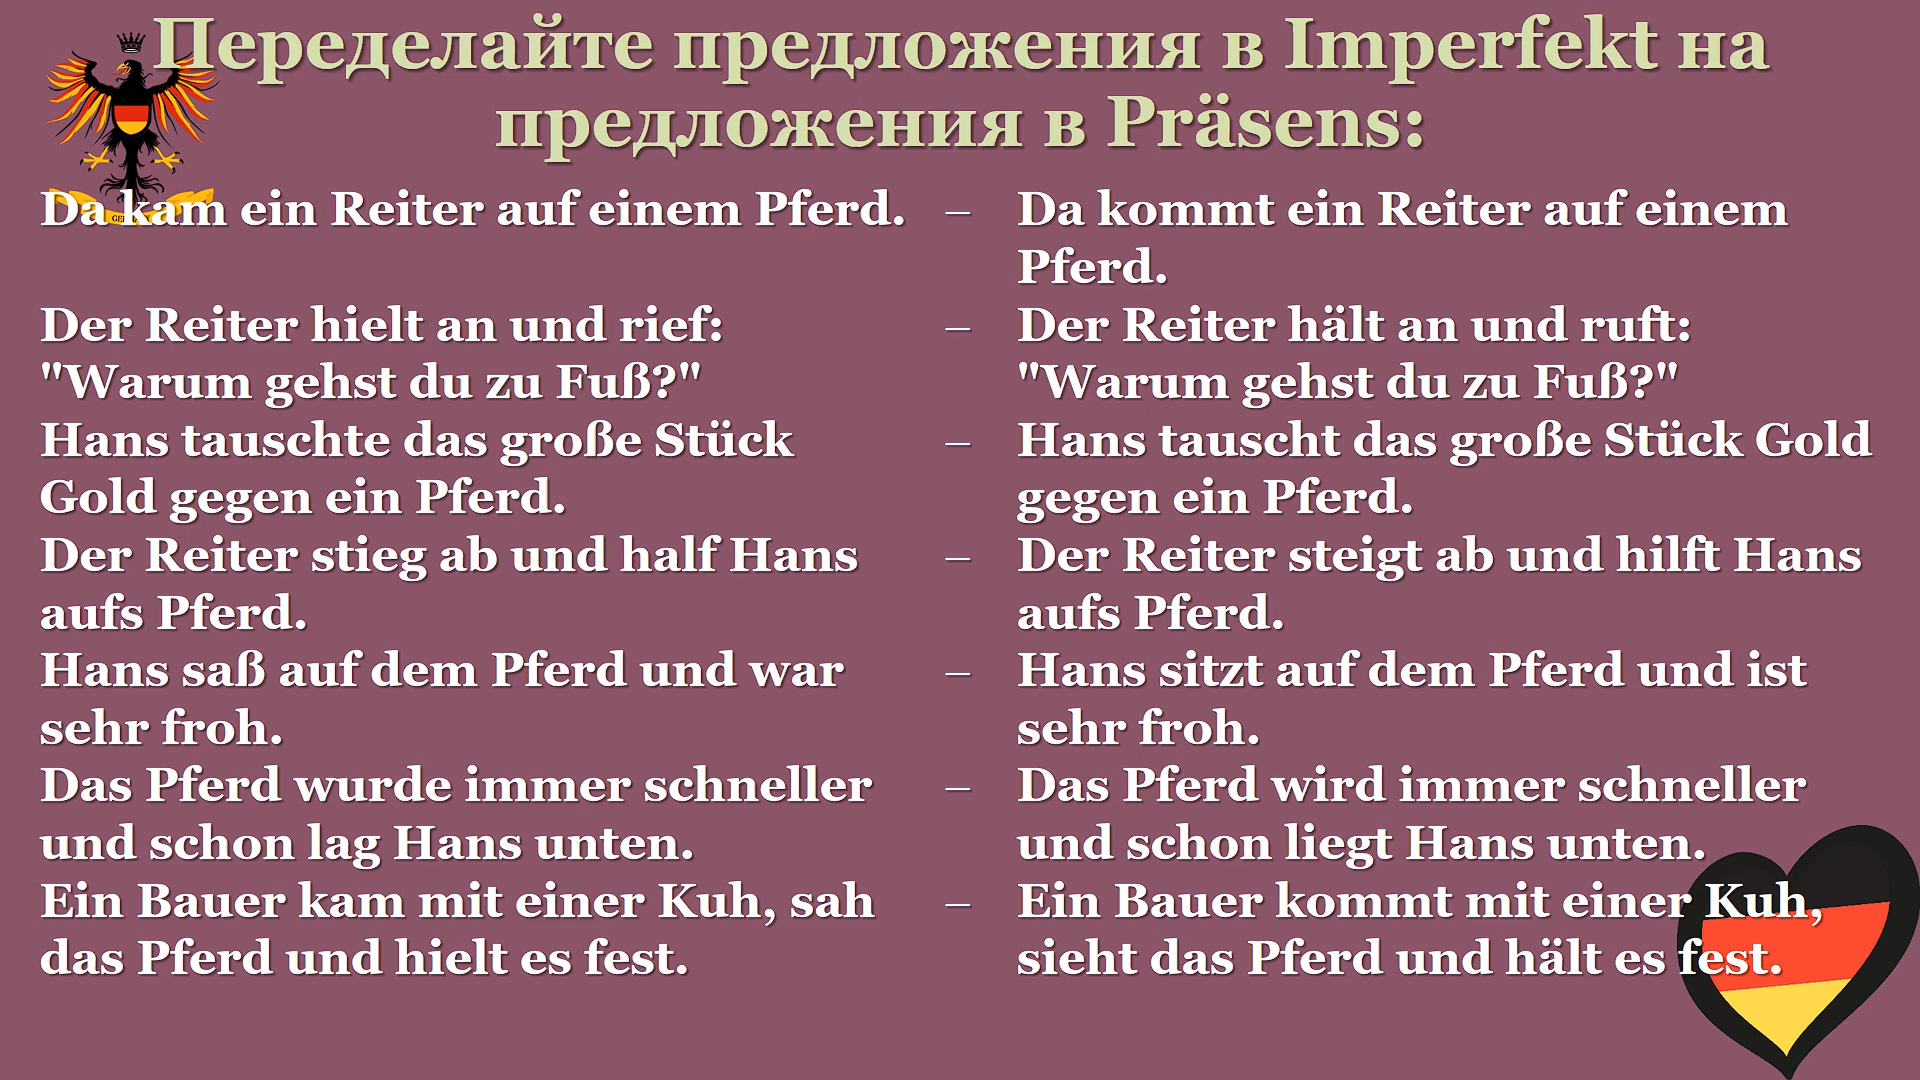 Переделайте предложения в Imperfekt на
предложения в Präsens:
Da kam ein Reiter auf einem Pferd. – Da kommt ein Reiter auf einem
Pferd.
Der Reiter hielt an und rief: – Der Reiter hält an und ruft:
"Warum gehst du zu Fuß?" "Warum gehst du zu Fuß?"
Hans tauschte das große Stück – Hans tauscht das große Stück Gold
Gold gegen ein Pferd. gegen ein Pferd.
Der Reiter stieg ab und half Hans – Der Reiter steigt ab und hilft Hans
aufs Pferd. aufs Pferd.
Hans saß auf dem Pferd und war – Hans sitzt auf dem Pferd und ist
sehr froh. sehr froh.
Das Pferd wurde immer schneller – Das Pferd wird immer schneller
und schon lag Hans unten. und schon liegt Hans unten.
Ein Bauer kam mit einer Kuh, sah – Ein Bauer kommt mit einer Kuh,
das Pferd und hielt es fest. sieht das Pferd und hält es fest.